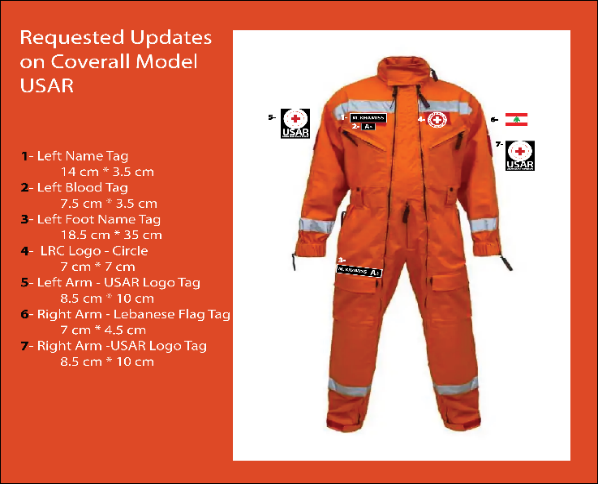 Requested Updates
on Coverall Model
USAR
1- Left Name Tag
14 cm * 3.5 cm
2- Left Blood Tag
7.5 cm * 3.5 cm
3- Left Foot Name Tag
18.5 cm * 35 cm
4- LRC Logo - Circle
7 cm * 7 cm
5- Left Arm - USAR Logo Tag
8.5 cm * 10 cm
6- Right Arm - Lebanese Flag Tag
7 cm * 4.5 cm
7- Right Arm -USAR Logo Tag
8.5 cm * 10 cm
5-
USAR
1- M. KHAMISS
2- A+
4-
6-
7-
USAR
3-
M. KHAMISS A+